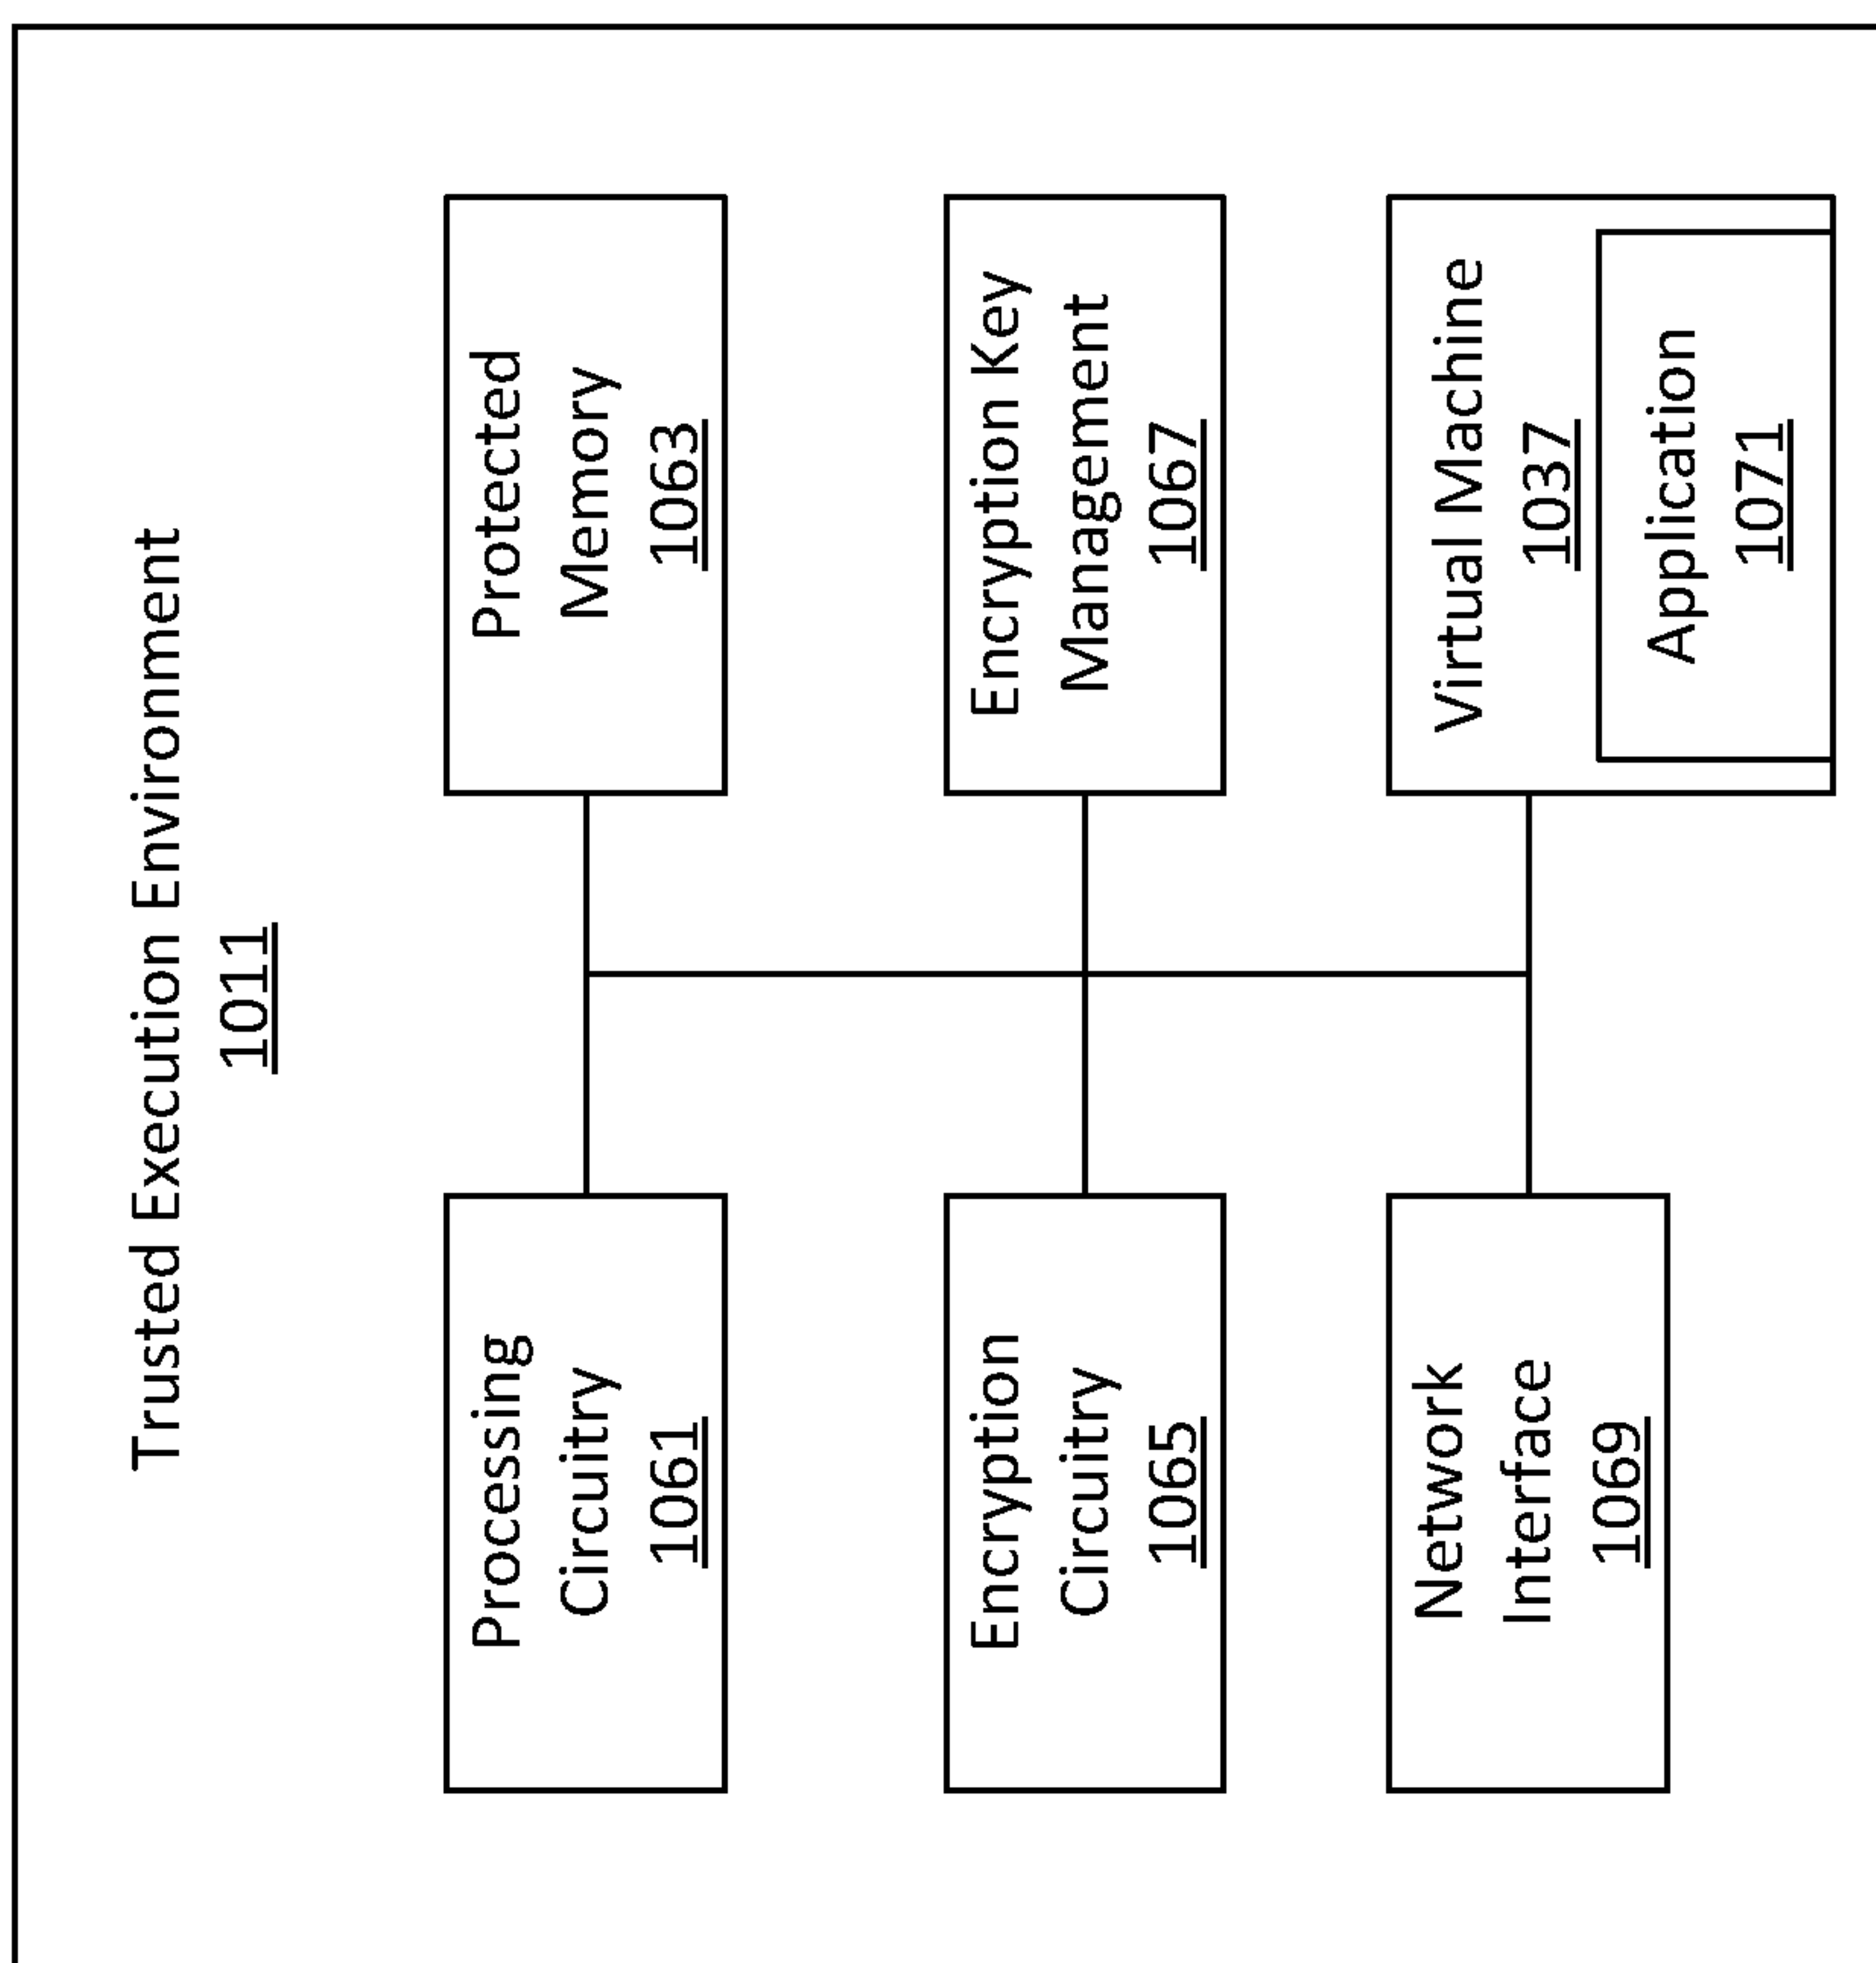 Trusted Execution Environment
1011
Processing
Circuitry
1061
Protected
Memory
1063
Encryption
Circuitry
1065
Encryption Key
Management
1067
Network
Interface
1069
Virtual Machine
1037
Application
1071